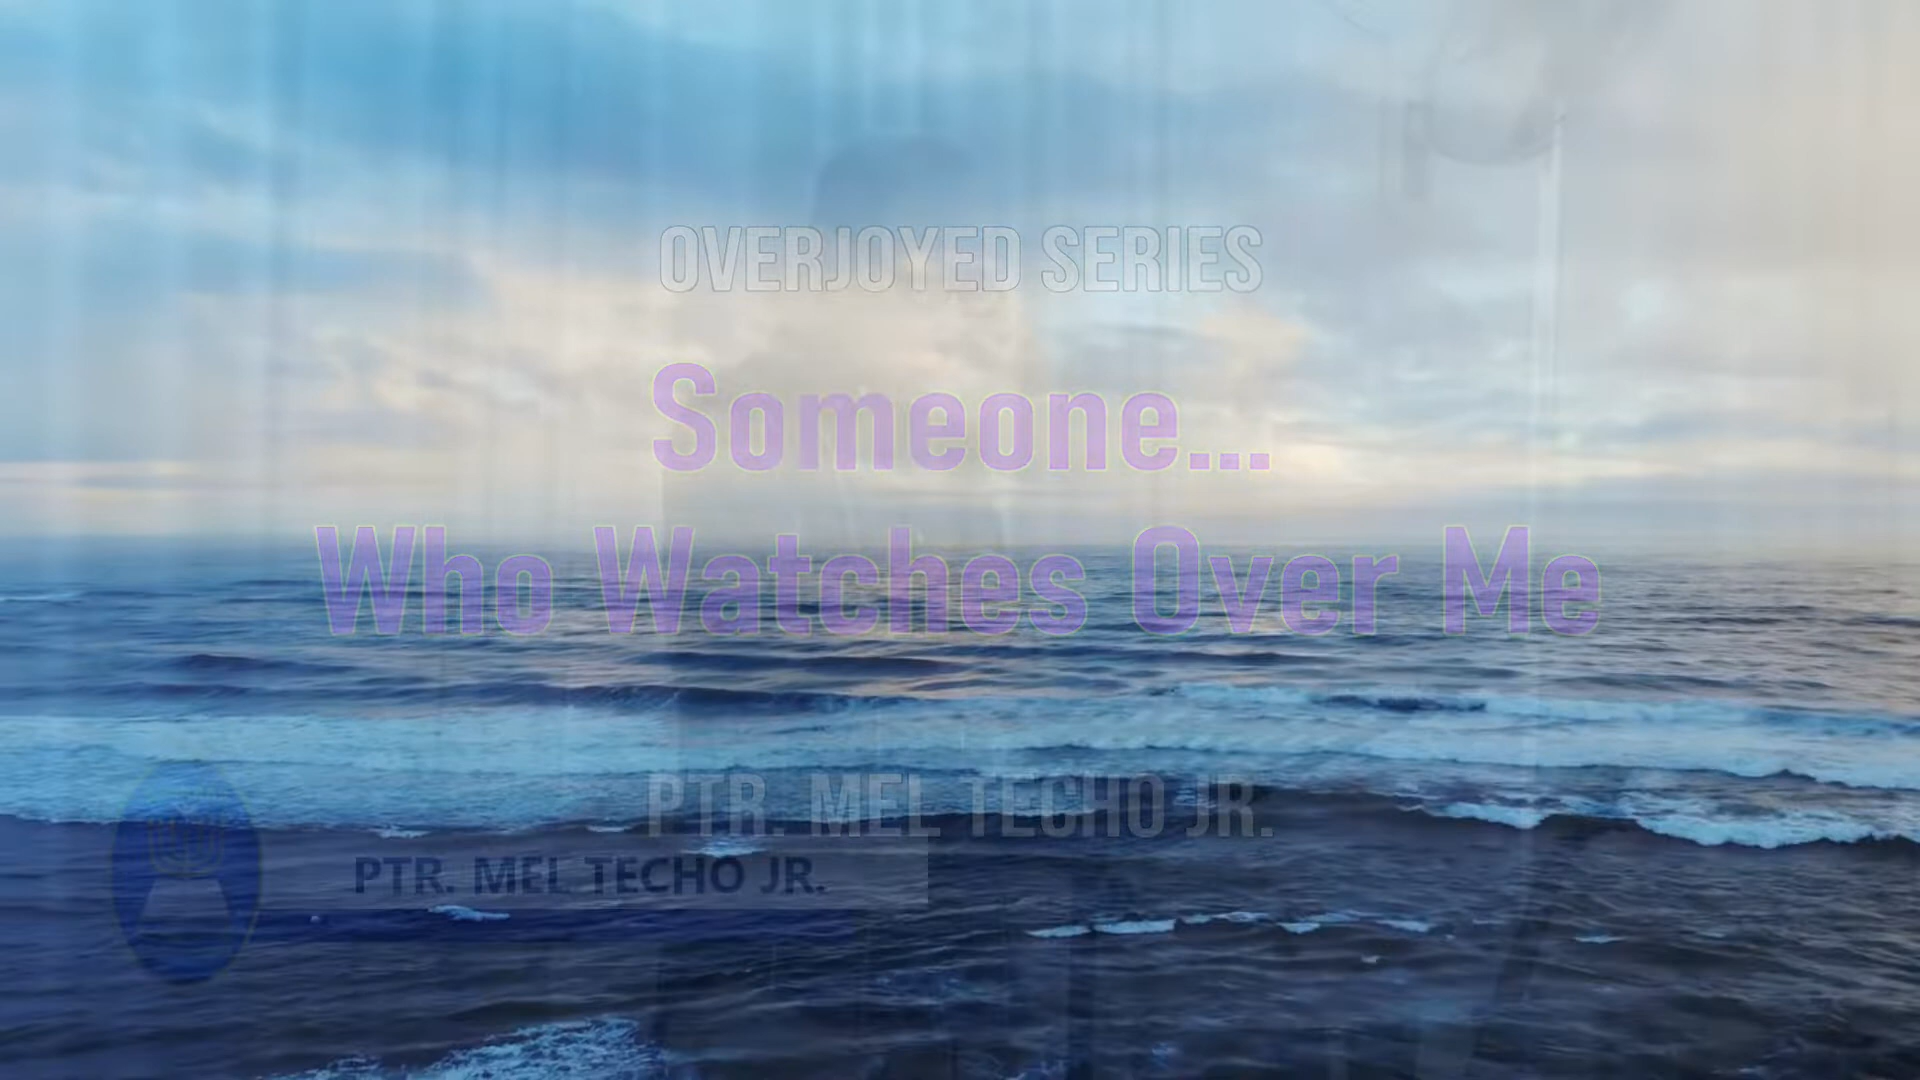 OVERJOYED SERIES
Someone...
Who Watches Over Me
PTR. MEL TECHO JR.
PTR. MEL TECHO JR.